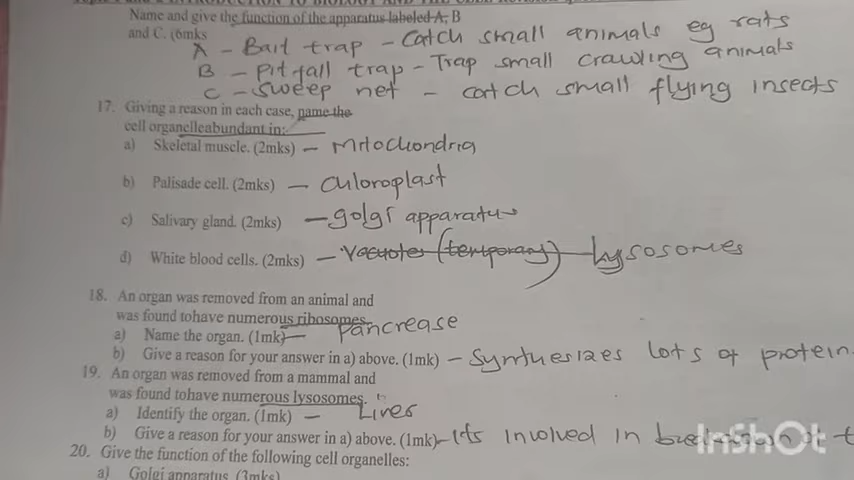 Name and give the function of the apparatus labeled A, B
and C. (6mks
A - Bait trap - Catch small animals eg rats
B - Pitfall trap - Trap small crawling animals
C - Sweep net - catch small flying insects
17. Giving a reason in each case, name the
cell organelleabundant in:
a) Skeletal muscle. (2mks) - Mitochondria
b) Palisade cell. (2mks) - Chloroplast
c) Salivary gland. (2mks) - golgi apparatus
d) White blood cells. (2mks) - Vacuoles (temporary) - Lysosomes
18. An organ was removed from an animal and
was found tohave numerous ribosomes.
a) Name the organ. (1mk) - Pancrease
b) Give a reason for your answer in a) above. (1mk) - Synthesizes lots of protein.
19. An organ was removed from a mammal and
was found tohave numerous lysosomes.
a) Identify the organ. (1mk) - Liver
b) Give a reason for your answer in a) above. (1mk) - Its involved in breakdown of t
InShOt
20. Give the function of the following cell organelles:
a) Golgi apparatus. (3mks)